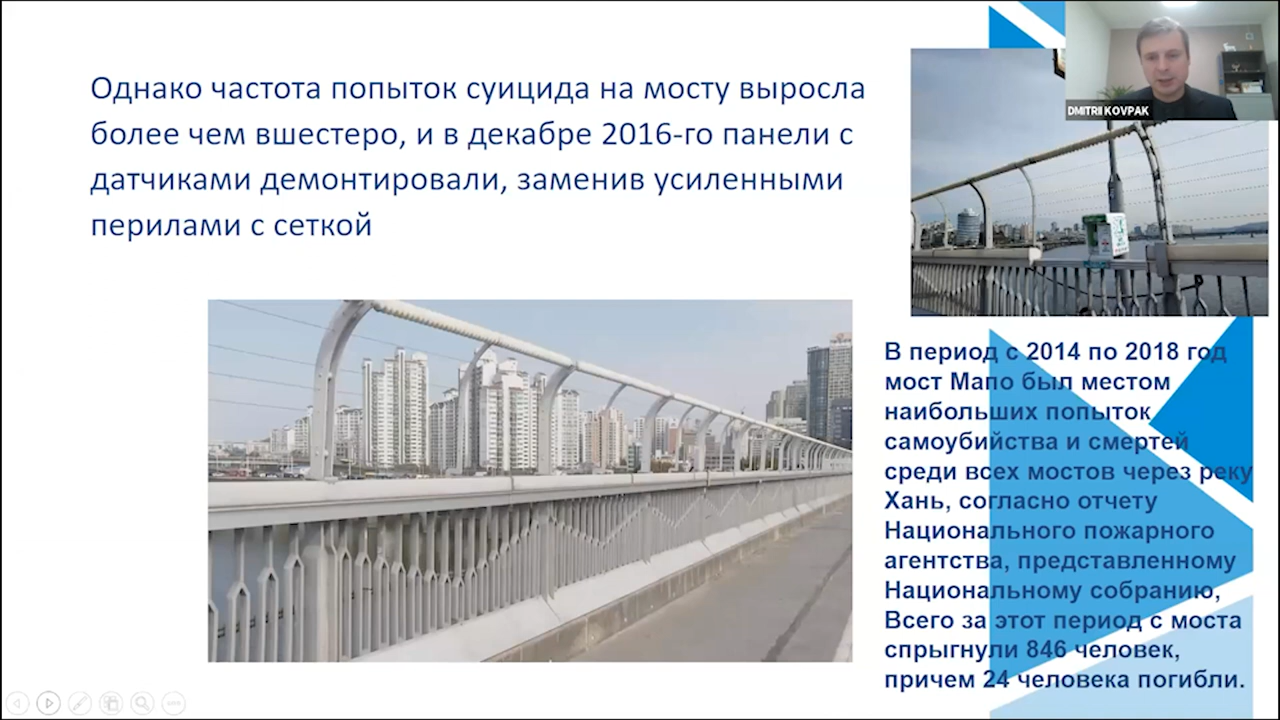 Однако частота попыток суицида на мосту выросла
более чем вшестеро, и в декабре 2016-го панели с
датчиками демонтировали, заменив усиленными
перилами с сеткой
DMITRII KOVPAK
В период с 2014 по 2018 год
мост Мапо был местом
наибольших попыток
самоубийства и смертей
среди всех мостов через реку
Хань, согласно отчету
Национального пожарного
агентства, представленному
Национальному собранию,
Всего за этот период с моста
спрыгнули 846 человек,
причем 24 человека погибли.